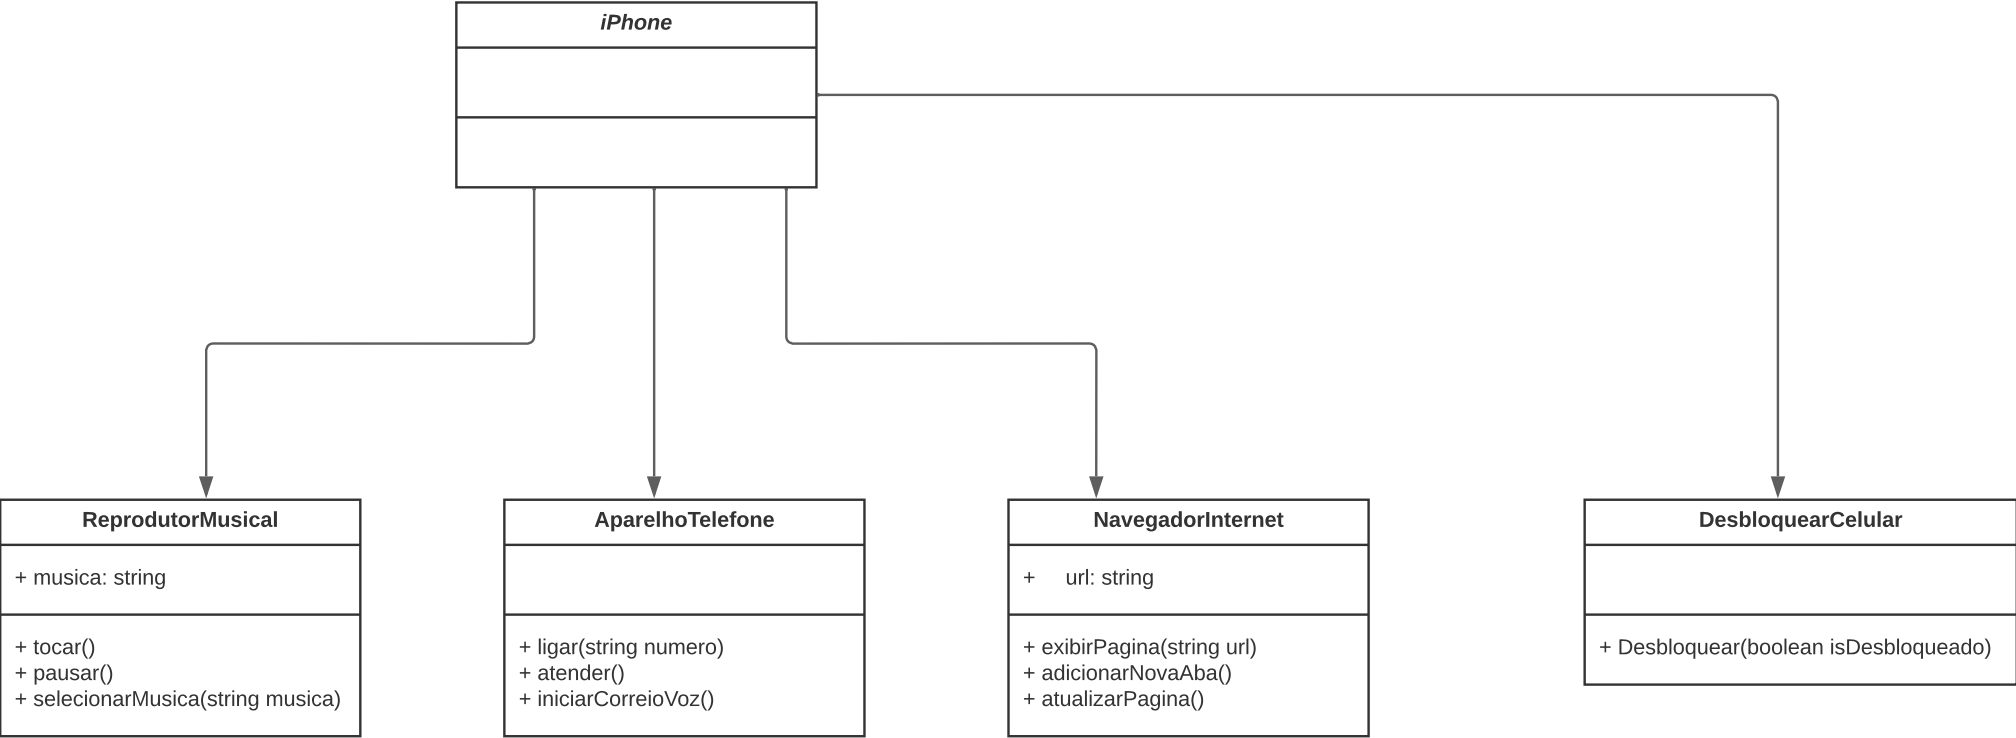 iPhone
ReprodutorMusical
+ musica: string
+ tocar()
+ pausar()
+ selecionarMusica(string musica)
AparelhoTelefone
+ ligar(string numero)
+ atender()
+ iniciarCorreioVoz()
NavegadorInternet
+ url: string
+ exibirPagina(string url)
+ adicionarNovaAba()
+ atualizarPagina()
DesbloquearCelular
+ Desbloquear(boolean isDesbloqueado)